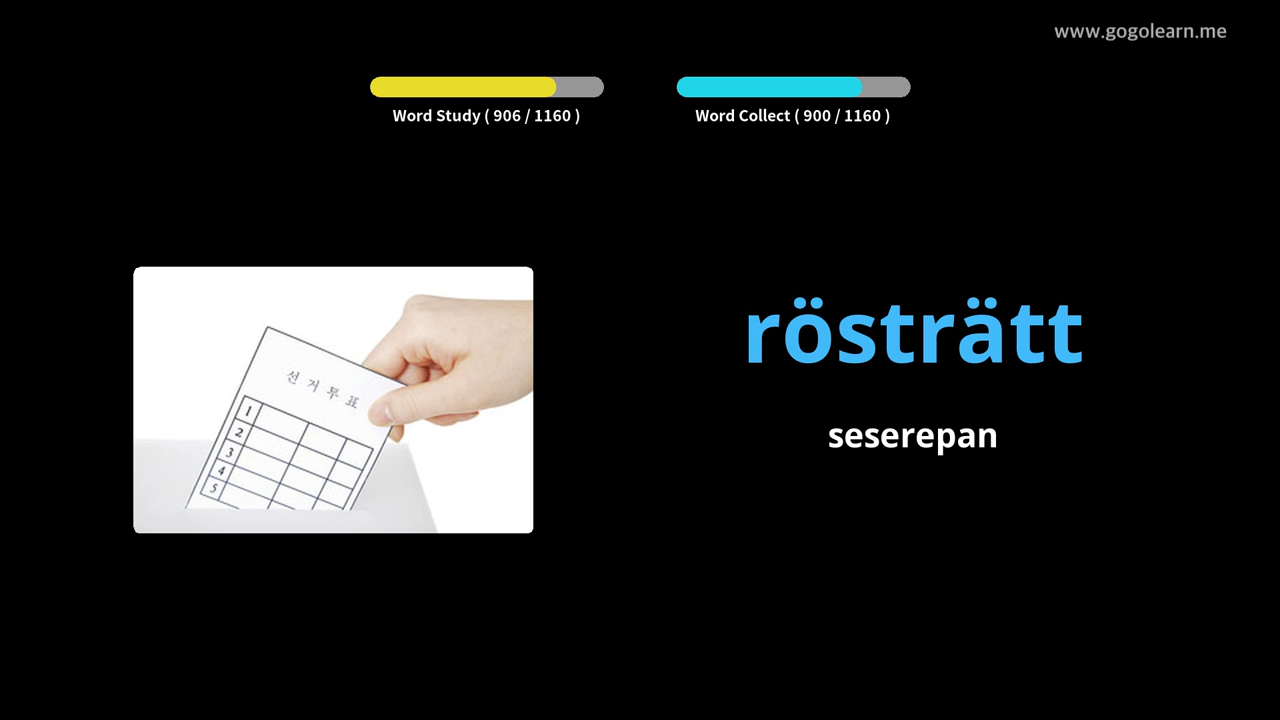 www.gogolearn.me
Word Study ( 906 / 1160 )
Word Collect ( 900 / 1160 )
선거투표
1
2
3
4
5
rösträtt
seserepan